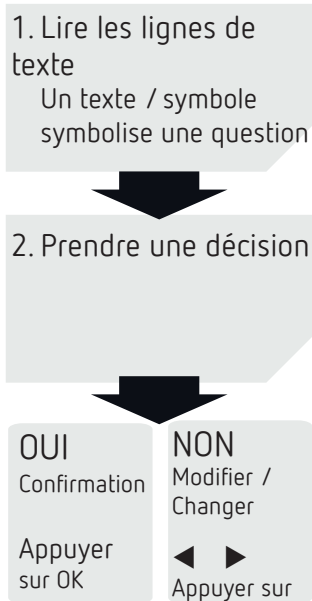 1. Lire les lignes de
texte
Un texte / symbole
symbolise une question
2. Prendre une décision
OUI
Confirmation
Appuyer
sur OK
NON
Modifier /
Changer
◄ ►
Appuyer sur